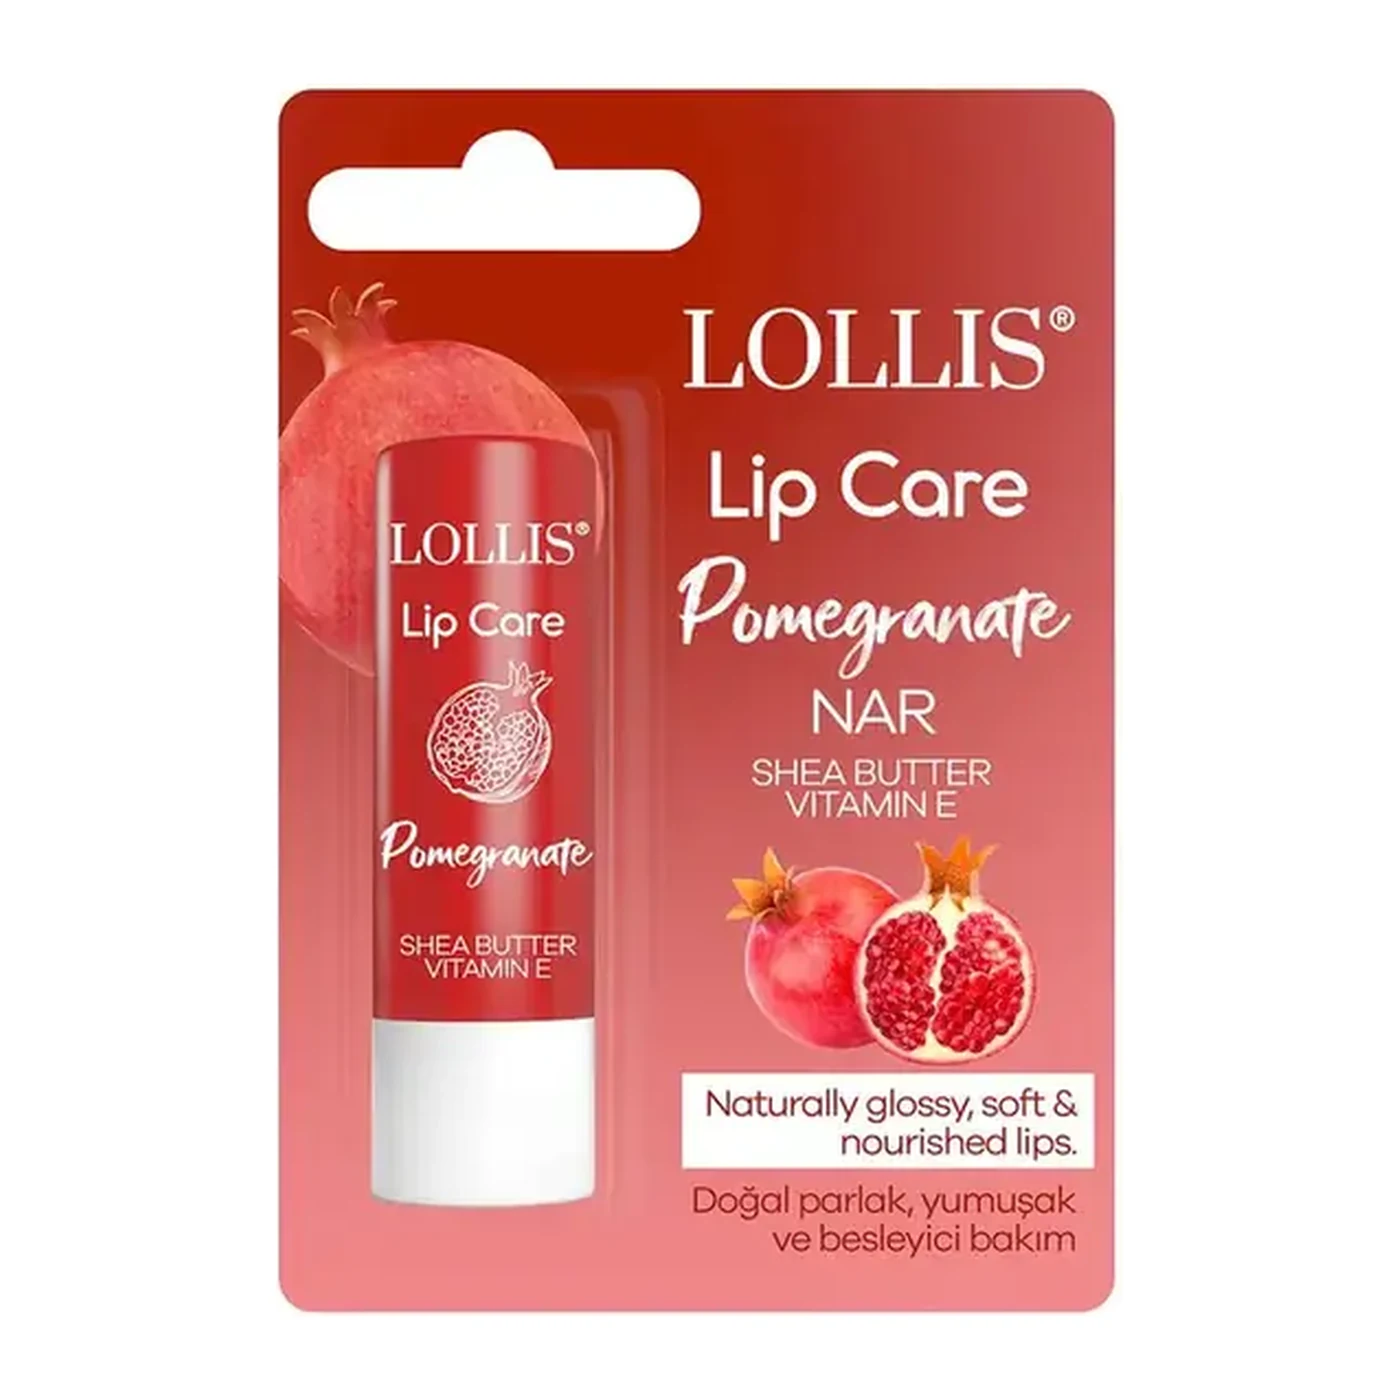 LOLLIS®
Lip Care
Pomegranate
NAR
SHEA BUTTER
VITAMIN E
Naturally glossy, soft &
nourished lips.
Doğal parlak, yumuşak
ve besleyici bakım
LOLLIS®
Lip Care
Pomegranate
SHEA BUTTER
VITAMIN E